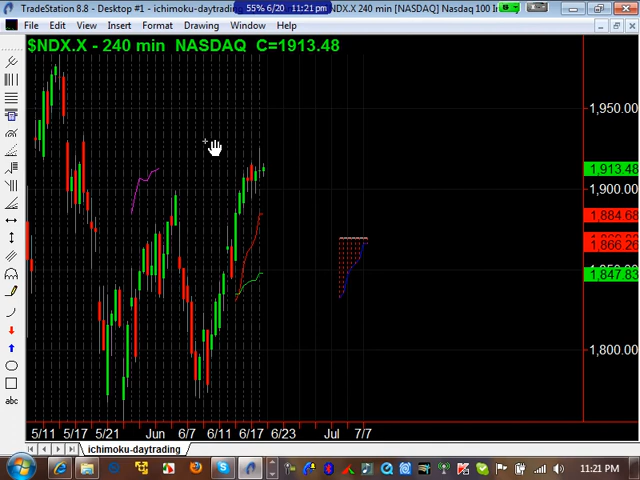 TradeStation 8.8 - Desktop #1 - ichimoku-daytrading
55% 6/20 11:21 pm
NDX.X 240 min [NASDAQ] Nasdaq 100 In
File Edit View Insert Format Drawing Window Help
$NDX.X - 240 min NASDAQ C=1913.48
1,950.00
1,913.48
1,900.00
1,884.68
1,866.26
1,847.83
1,800.00
abc
5/11 5/17 5/21 Jun 6/7 6/11 6/17 6/23 Jul 7/7
ichimoku-daytrading
11:21 PM